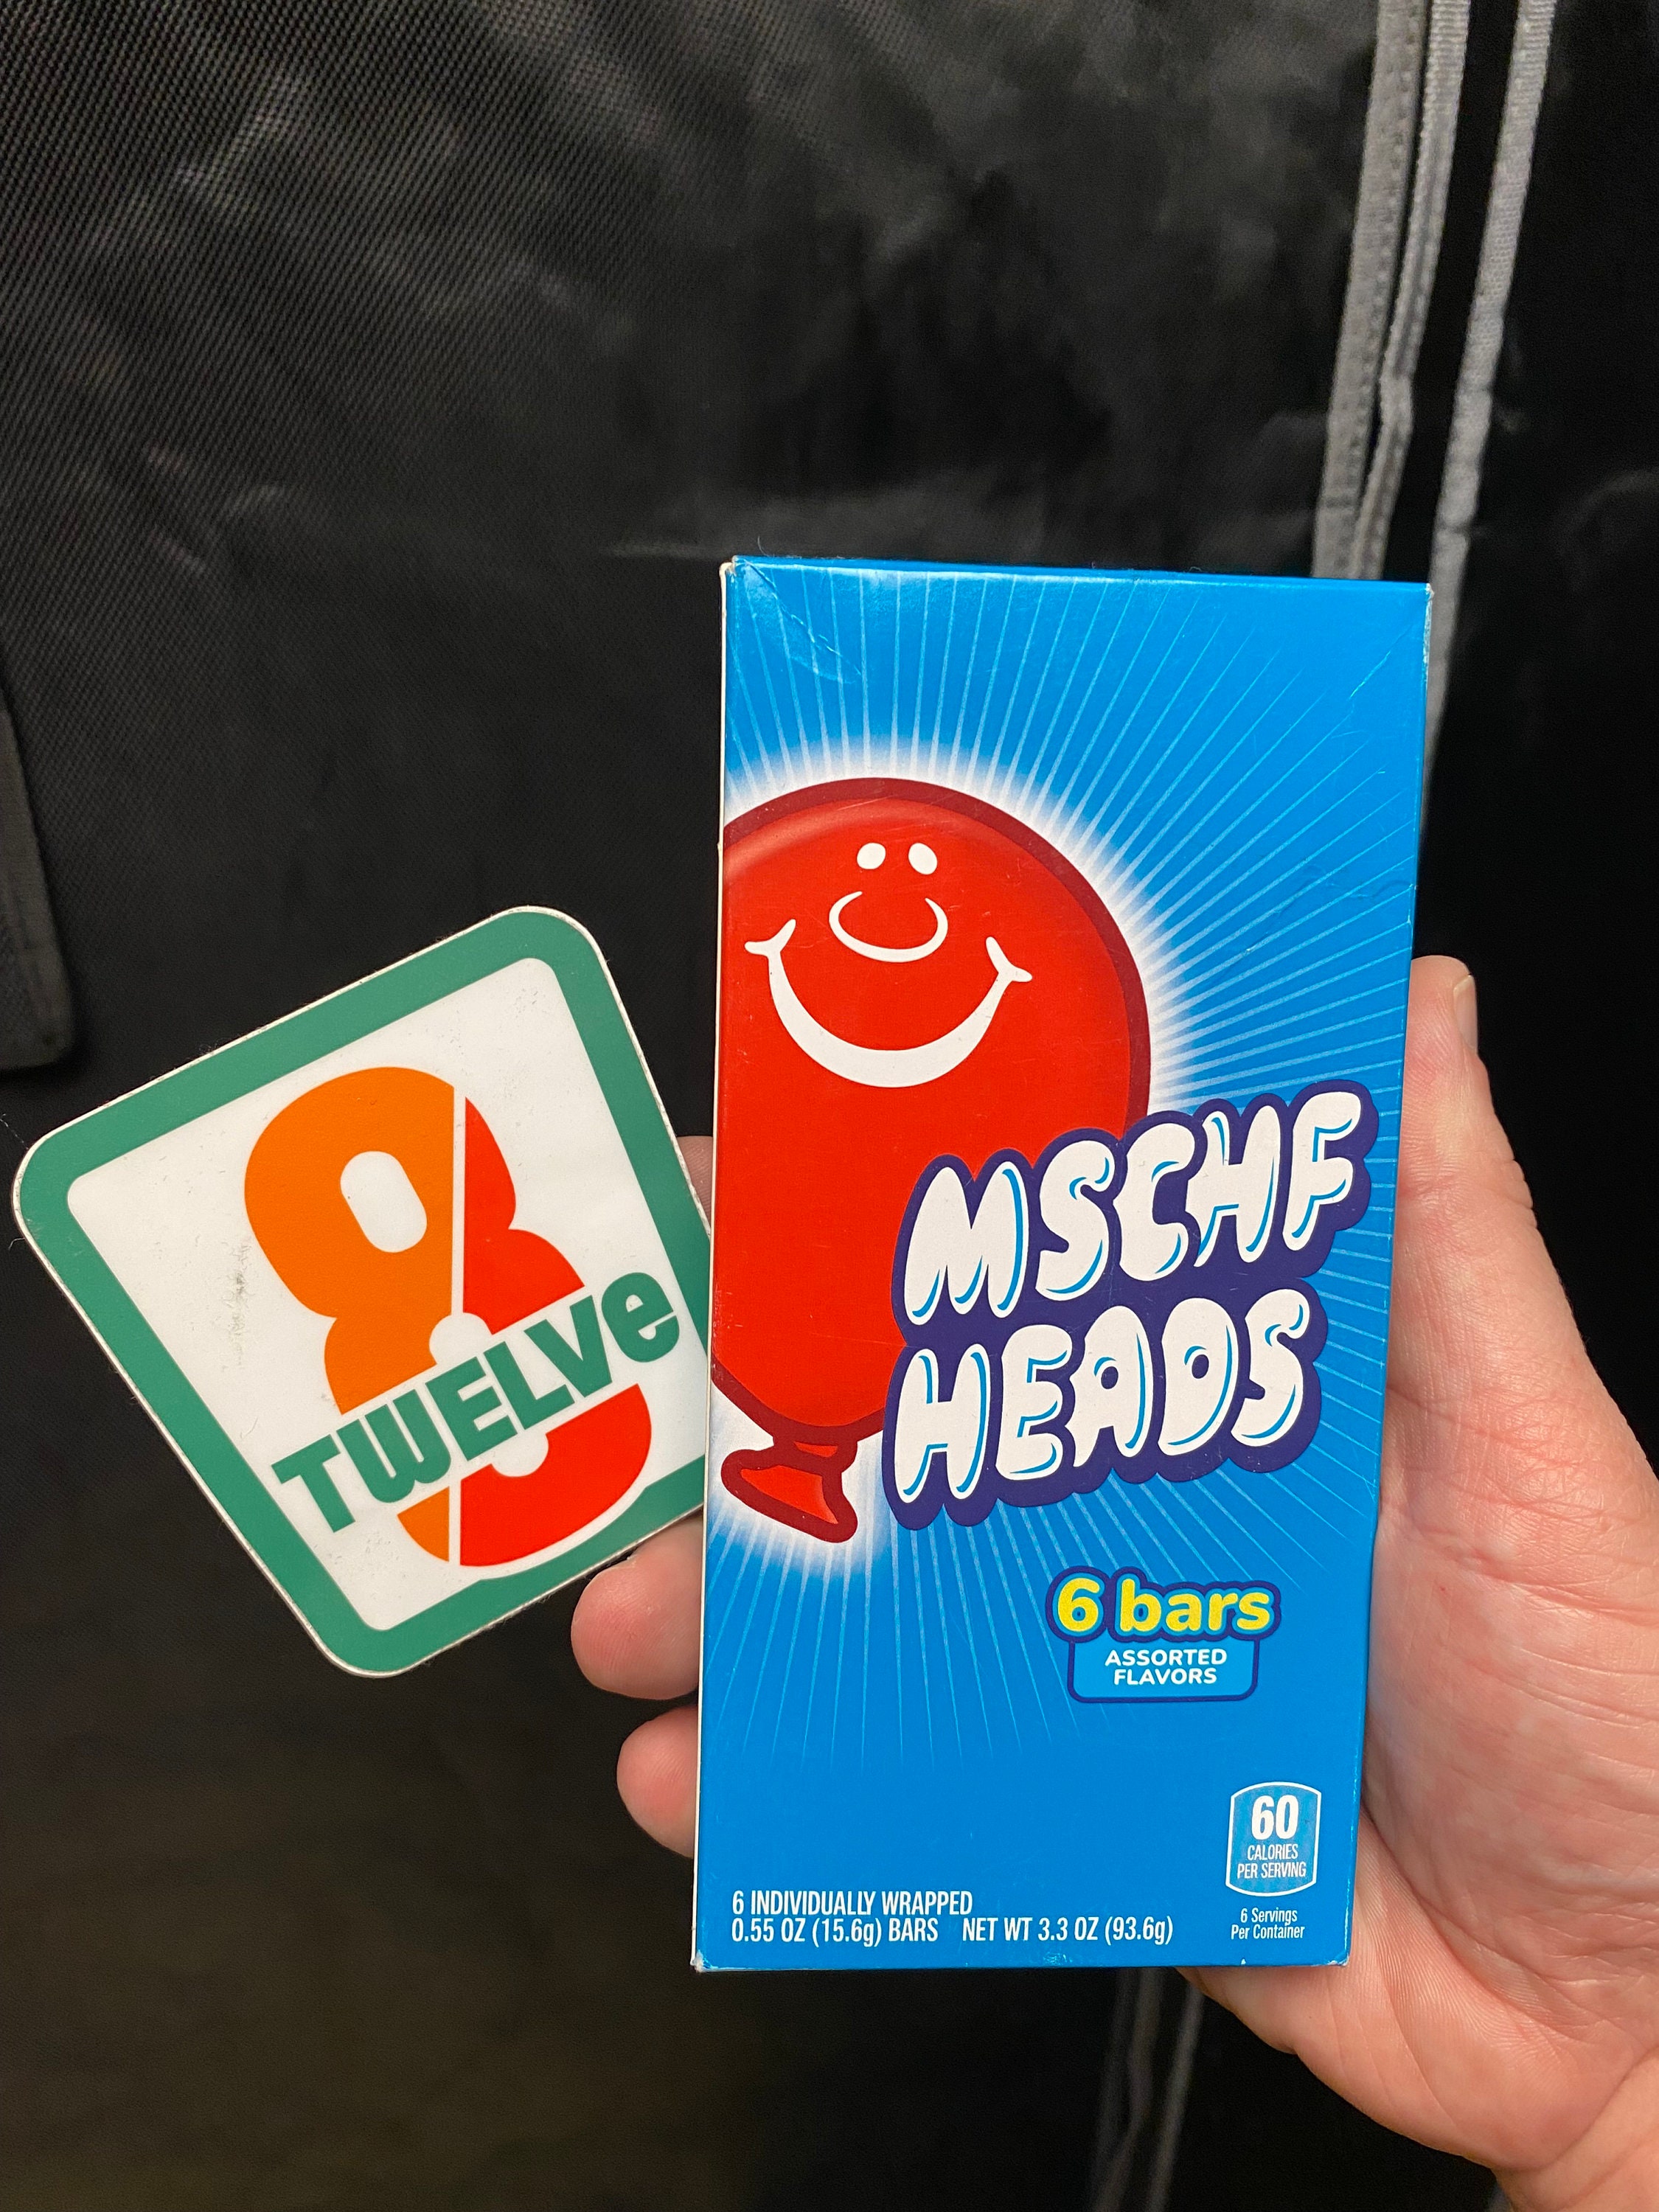 8
TWELVe
MSCHF
HEADS
6 bars
ASSORTED
FLAVORS
60
CALORIES
PER SERVING
6 Servings
Per Container
6 INDIVIDUALLY WRAPPED
0.55 OZ (15.6g) BARS NET WT 3.3 OZ (93.6g)